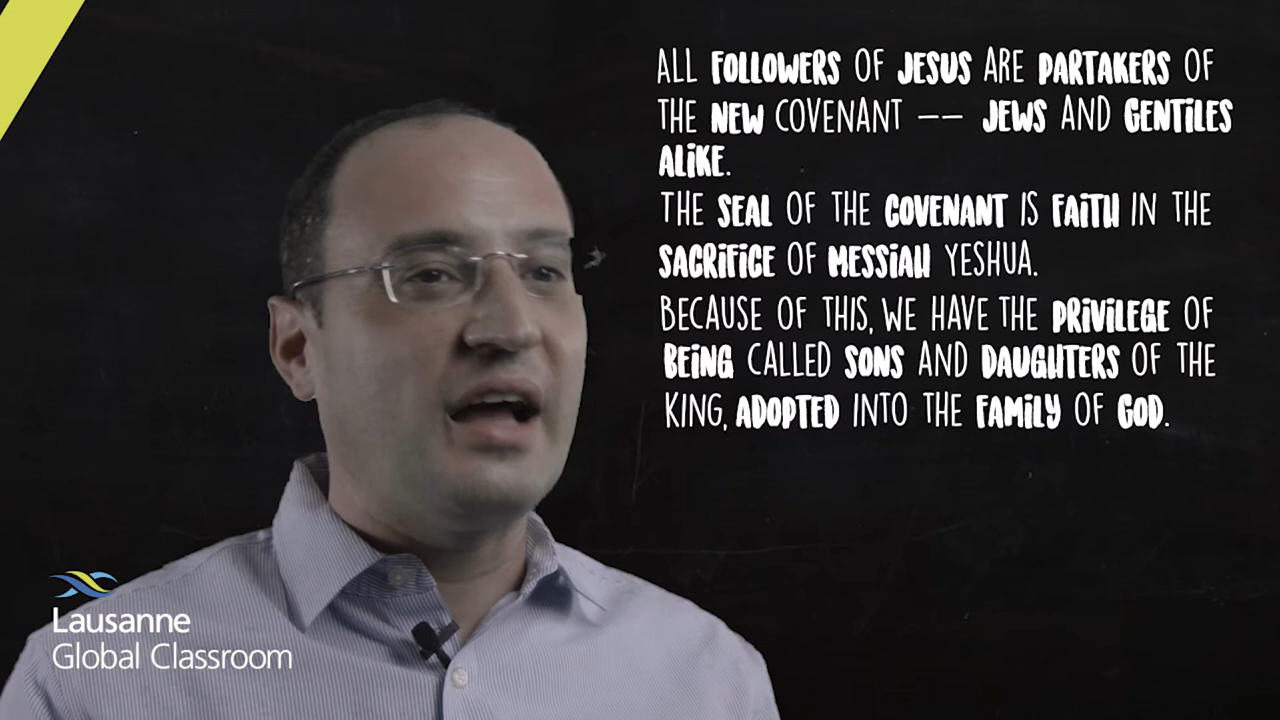 ALL FOLLOWERS OF JESUS ARE PARTAKERS OF
THE NEW COVENANT -- JEWS AND GENTILES
ALIKE.
THE SEAL OF THE COVENANT IS FAITH IN THE
SACRIFICE OF MESSIAH YESHUA.
BECAUSE OF THIS, WE HAVE THE PRIVILEGE OF
BEING CALLED SONS AND DAUGHTERS OF THE
KING, ADOPTED INTO THE FAMILY OF GOD.
Lausanne
Global Classroom